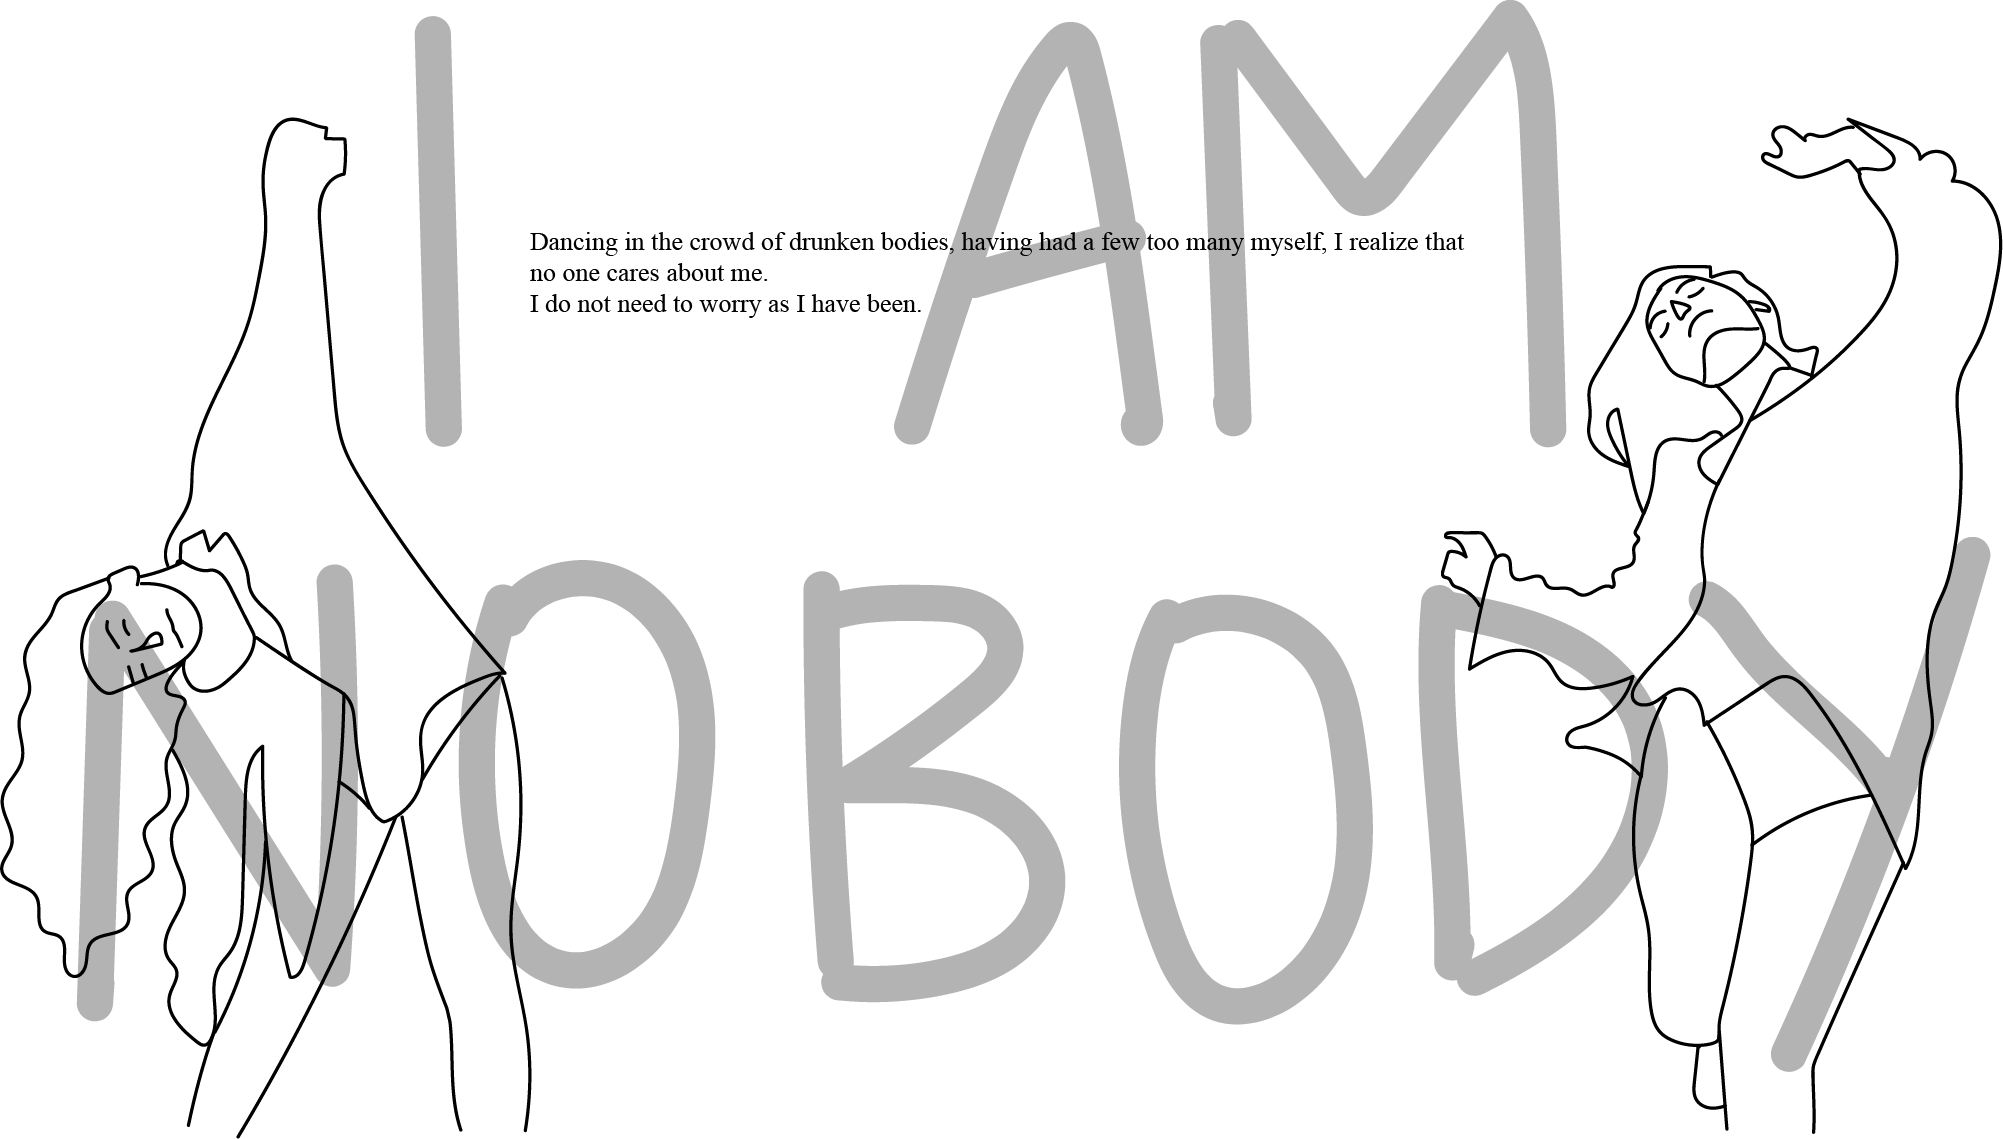 I AM
Dancing in the crowd of drunken bodies, having had a few too many myself, I realize that
no one cares about me.
I do not need to worry as I have been.
NOBODY